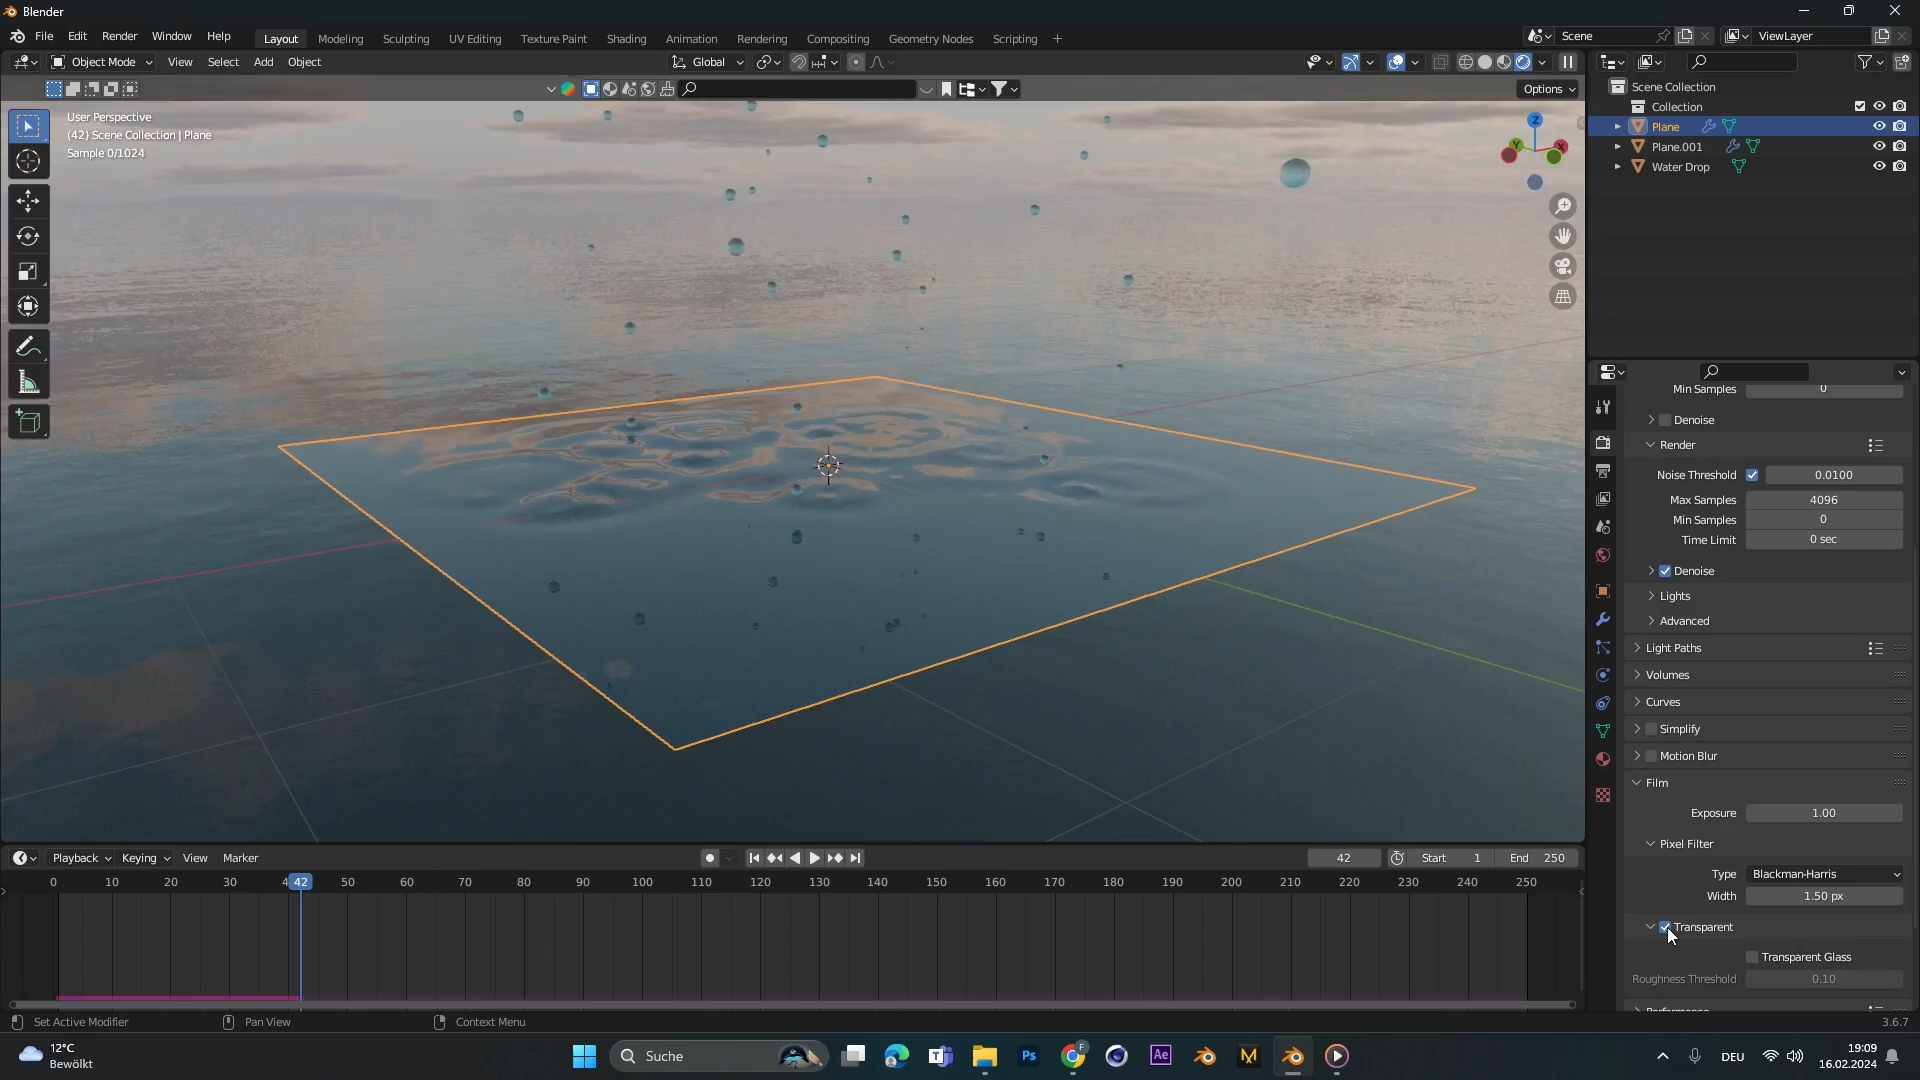 Blender
File Edit Render Window Help
Layout Modeling Sculpting UV Editing Texture Paint Shading Animation Rendering Compositing Geometry Nodes Scripting +
Scene
ViewLayer
Object Mode View Select Add Object
Global
Options
User Perspective
(42) Scene Collection | Plane
Sample 0/1024
Z
Y
X
Scene Collection
Collection
Plane
Plane.001
Water Drop
Min Samples 0
Denoise
Render
Noise Threshold 0.0100
Max Samples 4096
Min Samples 0
Time Limit 0 sec
Denoise
Lights
Advanced
Light Paths
Volumes
Curves
Simplify
Motion Blur
Film
Exposure 1.00
Pixel Filter
Type Blackman-Harris
Width 1.50 px
Transparent
Transparent Glass
Roughness Threshold 0.10
Performance
Playback Keying View Marker
42 Start 1 End 250
0 10 20 30 4 42 50 60 70 80 90 100 110 120 130 140 150 160 170 180 190 200 210 220 230 240 250
Set Active Modifier Pan View Context Menu
3.6.7
12°C
Bewölkt
Suche
Ps
F
Ae
M
DEU
19:09
16.02.2024